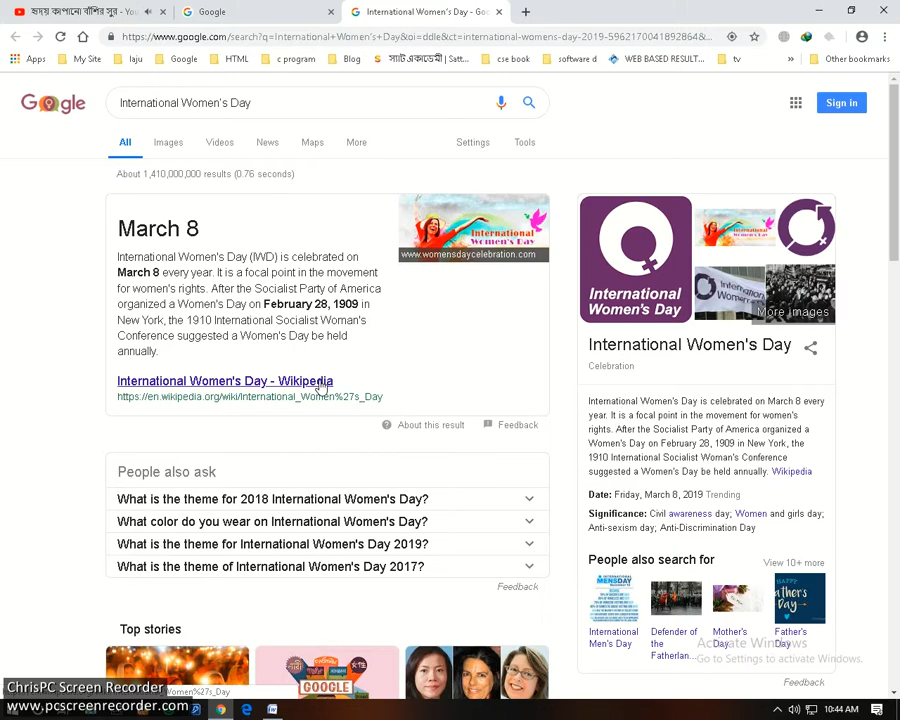 হৃদয় কাপানো বাঁশির সুর - You
Google
International Women's Day - Goo
https://www.google.com/search?q=International+Women's+Day&oi=ddle&ct=international-womens-day-2019-5962170041892864&...
Apps
My Site
laju
Google
HTML
c program
Blog
স্যাট একাডেমী | Satt...
cse book
software d
WEB BASED RESULT...
tv
»
Other bookmarks
Google
International Women's Day
Sign in
All
Images
Videos
News
Maps
More
Settings
Tools
About 1,410,000,000 results (0.76 seconds)
March 8
International Women's Day (IWD) is celebrated on
March 8 every year. It is a focal point in the movement
for women's rights. After the Socialist Party of America
organized a Women's Day on February 28, 1909 in
New York, the 1910 International Socialist Woman's
Conference suggested a Women's Day be held
annually.
International Women's Day
www.womensdaycelebration.com
International Women's Day - Wikipedia
https://en.wikipedia.org/wiki/International_Women%27s_Day
About this result
Feedback
People also ask
What is the theme for 2018 International Women's Day?
What color do you wear on International Women's Day?
What is the theme for International Women's Day 2019?
What is the theme of International Women's Day 2017?
Feedback
Top stories
GOOGLE
International
Women's Day
International
Women's Day
More Images
International Women's Day
Celebration
International Women's Day is celebrated on March 8 every
year. It is a focal point in the movement for women's
rights. After the Socialist Party of America organized a
Women's Day on February 28, 1909 in New York, the
1910 International Socialist Woman's Conference
suggested a Women's Day be held annually. Wikipedia
Date: Friday, March 8, 2019 Trending
Significance: Civil awareness day; Women and girls day;
Anti-sexism day; Anti-Discrimination Day
People also search for
View 10+ more
International
Men's Day
Defender of
the
Fatherlan...
Mother's
Day
Father's
Day
Feedback
Activate Windows
Go to Settings to activate Windows.
ChrisPC Screen Recorder
www.pcscreenrecorder.com
Women%27s_Day
10:44 AM